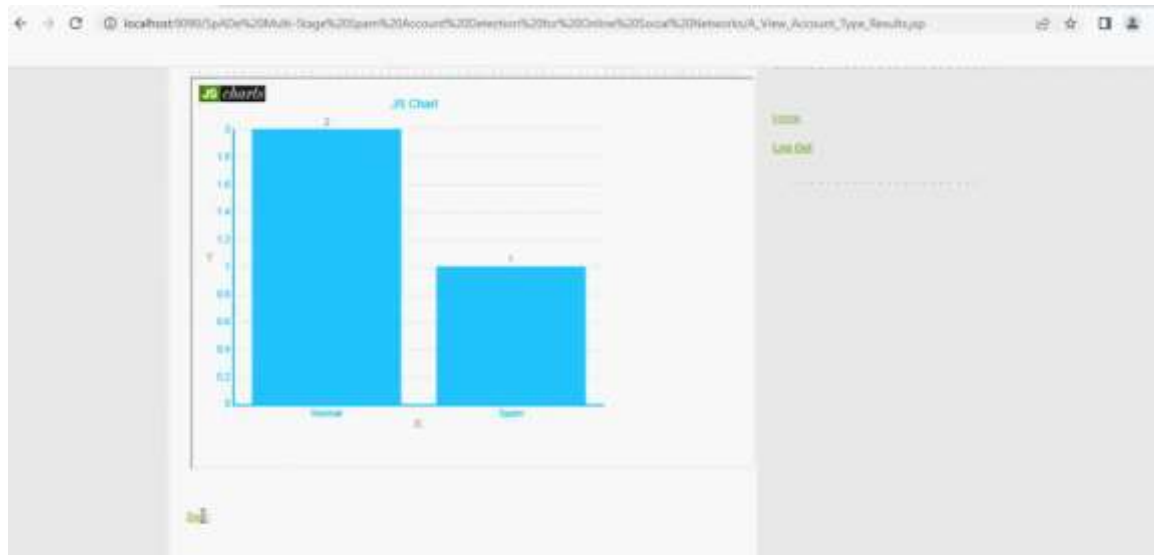 localhost:9090/SpADe%20Multi-Stage%20Spam%20Account%20Detection%20for%20Online%20Social%20Networks/A_View_Account_Type_Results.jsp
JS charts
JS Chart
2
2
1.8
1.6
1.4
1.2
Y
1
1
0.8
0.6
0.4
0.2
0
Normal
Spam
X
Home
Log Out